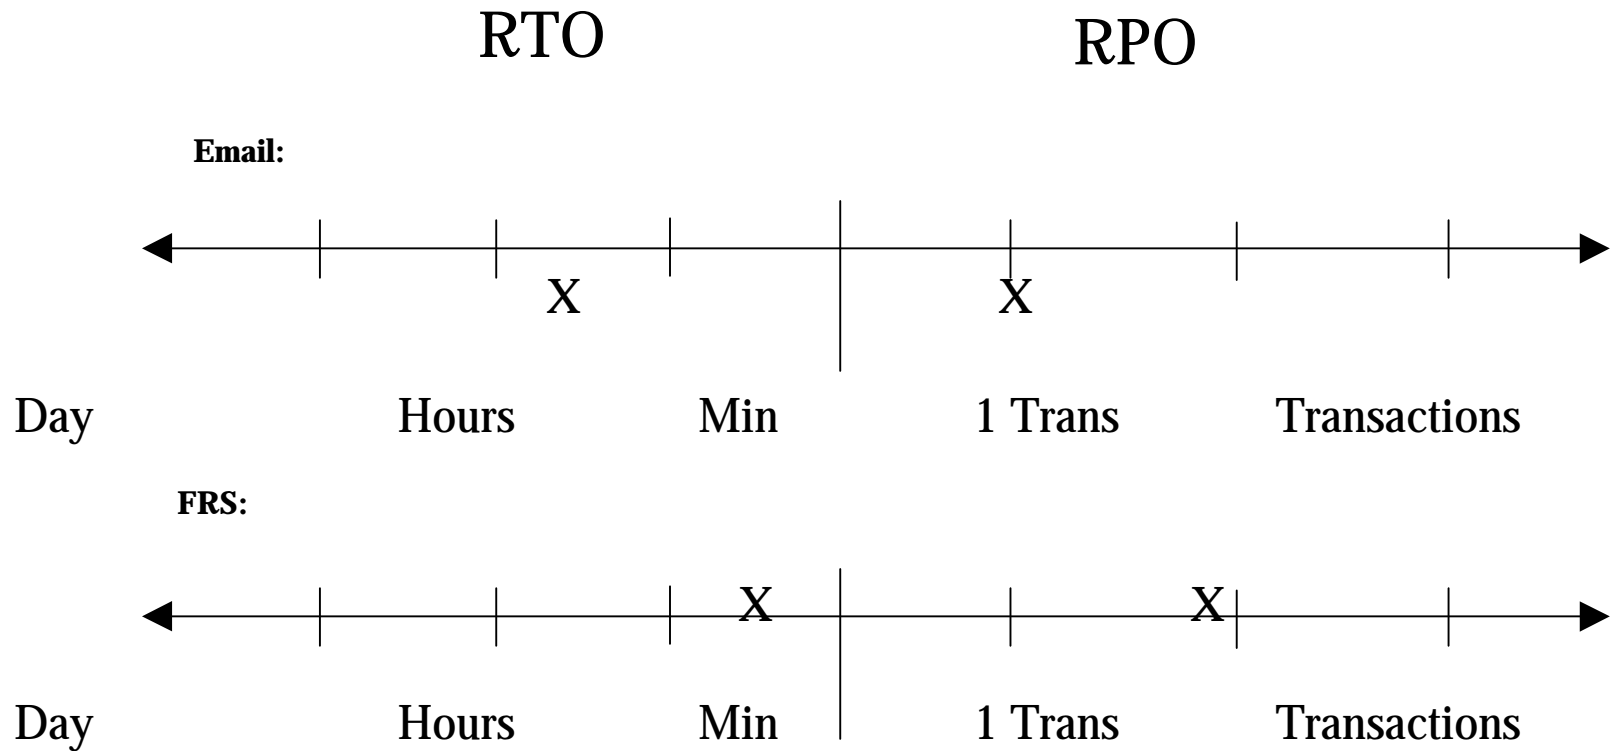 RTO RPO
Email:
X X
Day Hours Min 1 Trans Transactions
FRS:
X X
Day Hours Min 1 Trans Transactions